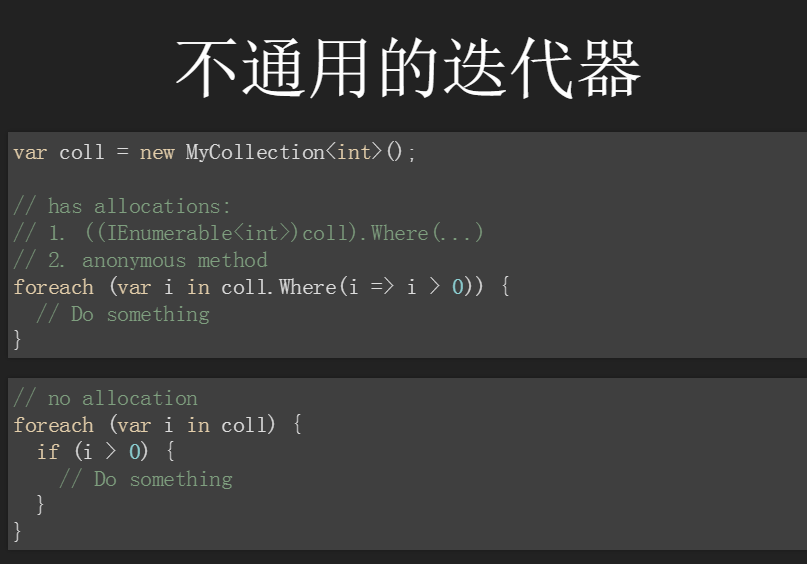 不通用的迭代器
var coll = new MyCollection<int>();
// has allocations:
// 1. ((IEnumerable<int>)coll).Where(...)
// 2. anonymous method
foreach (var i in coll.Where(i => i > 0)) {
  // Do something
}
// no allocation
foreach (var i in coll) {
  if (i > 0) {
    // Do something
  }
}